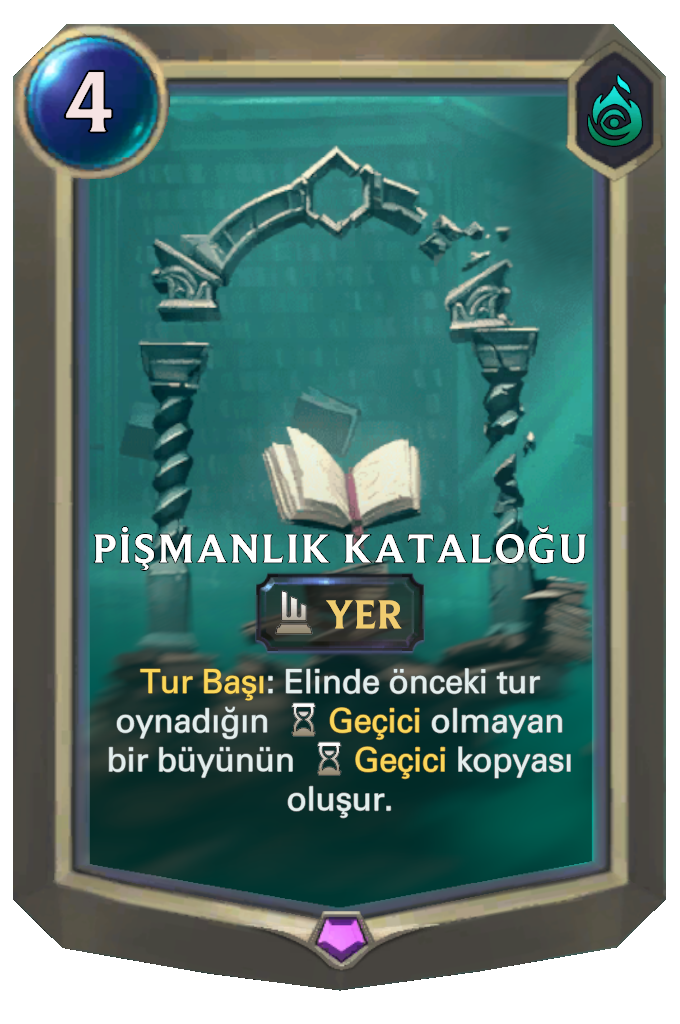 4
PİŞMANLIK KATALOĞU
YER
Tur Başı: Elinde önceki tur
oynadığın Geçici olmayan
bir büyünün Geçici kopyası
oluşur.